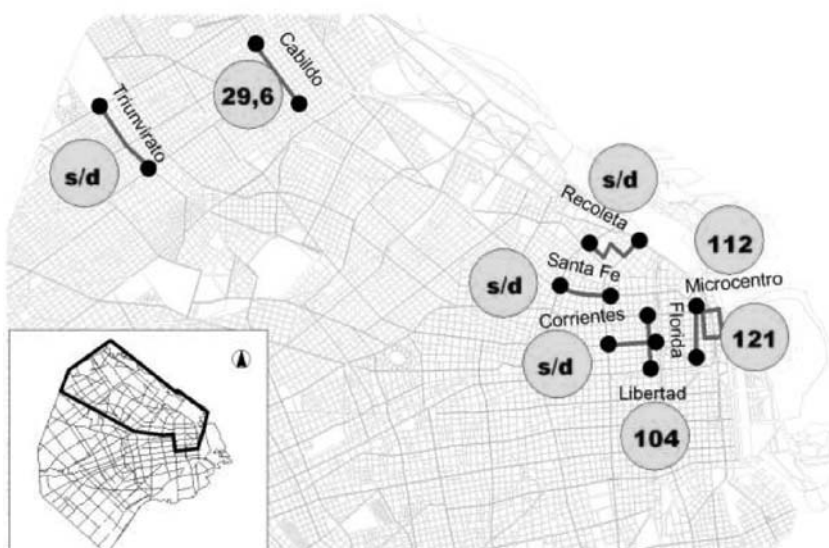 Cabildo
29,6
Triunvirato
s/d
s/d
Recoleta
112
Santa Fe
Microcentro
s/d
Corrientes
Florida
121
s/d
Libertad
104